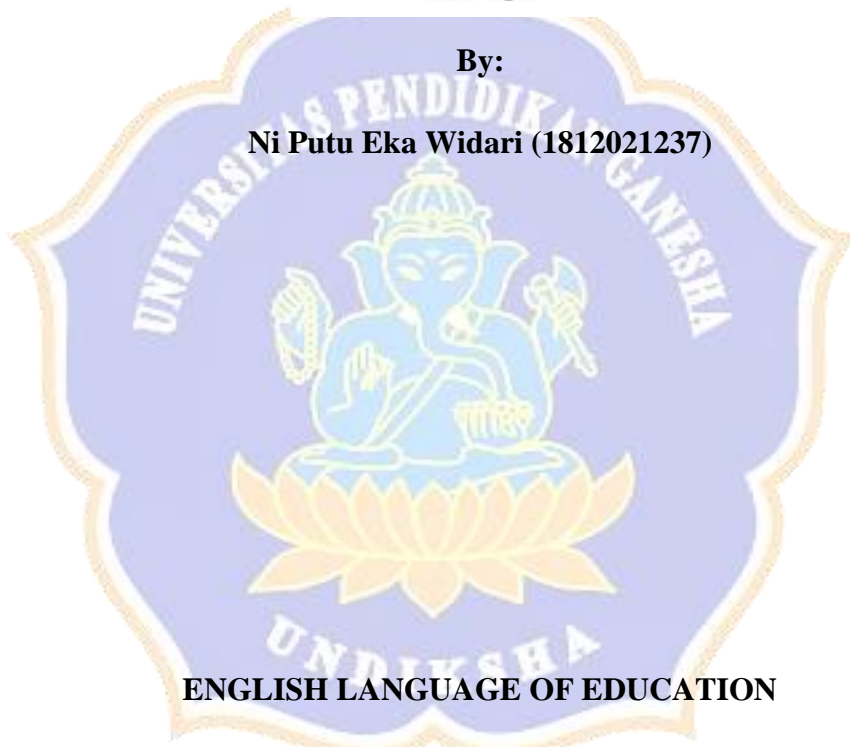 By:
UNIVERSITAS PENDIDIKAN GANESHA
Ni Putu Eka Widari (1812021237)
UNDIKSHA
ENGLISH LANGUAGE OF EDUCATION